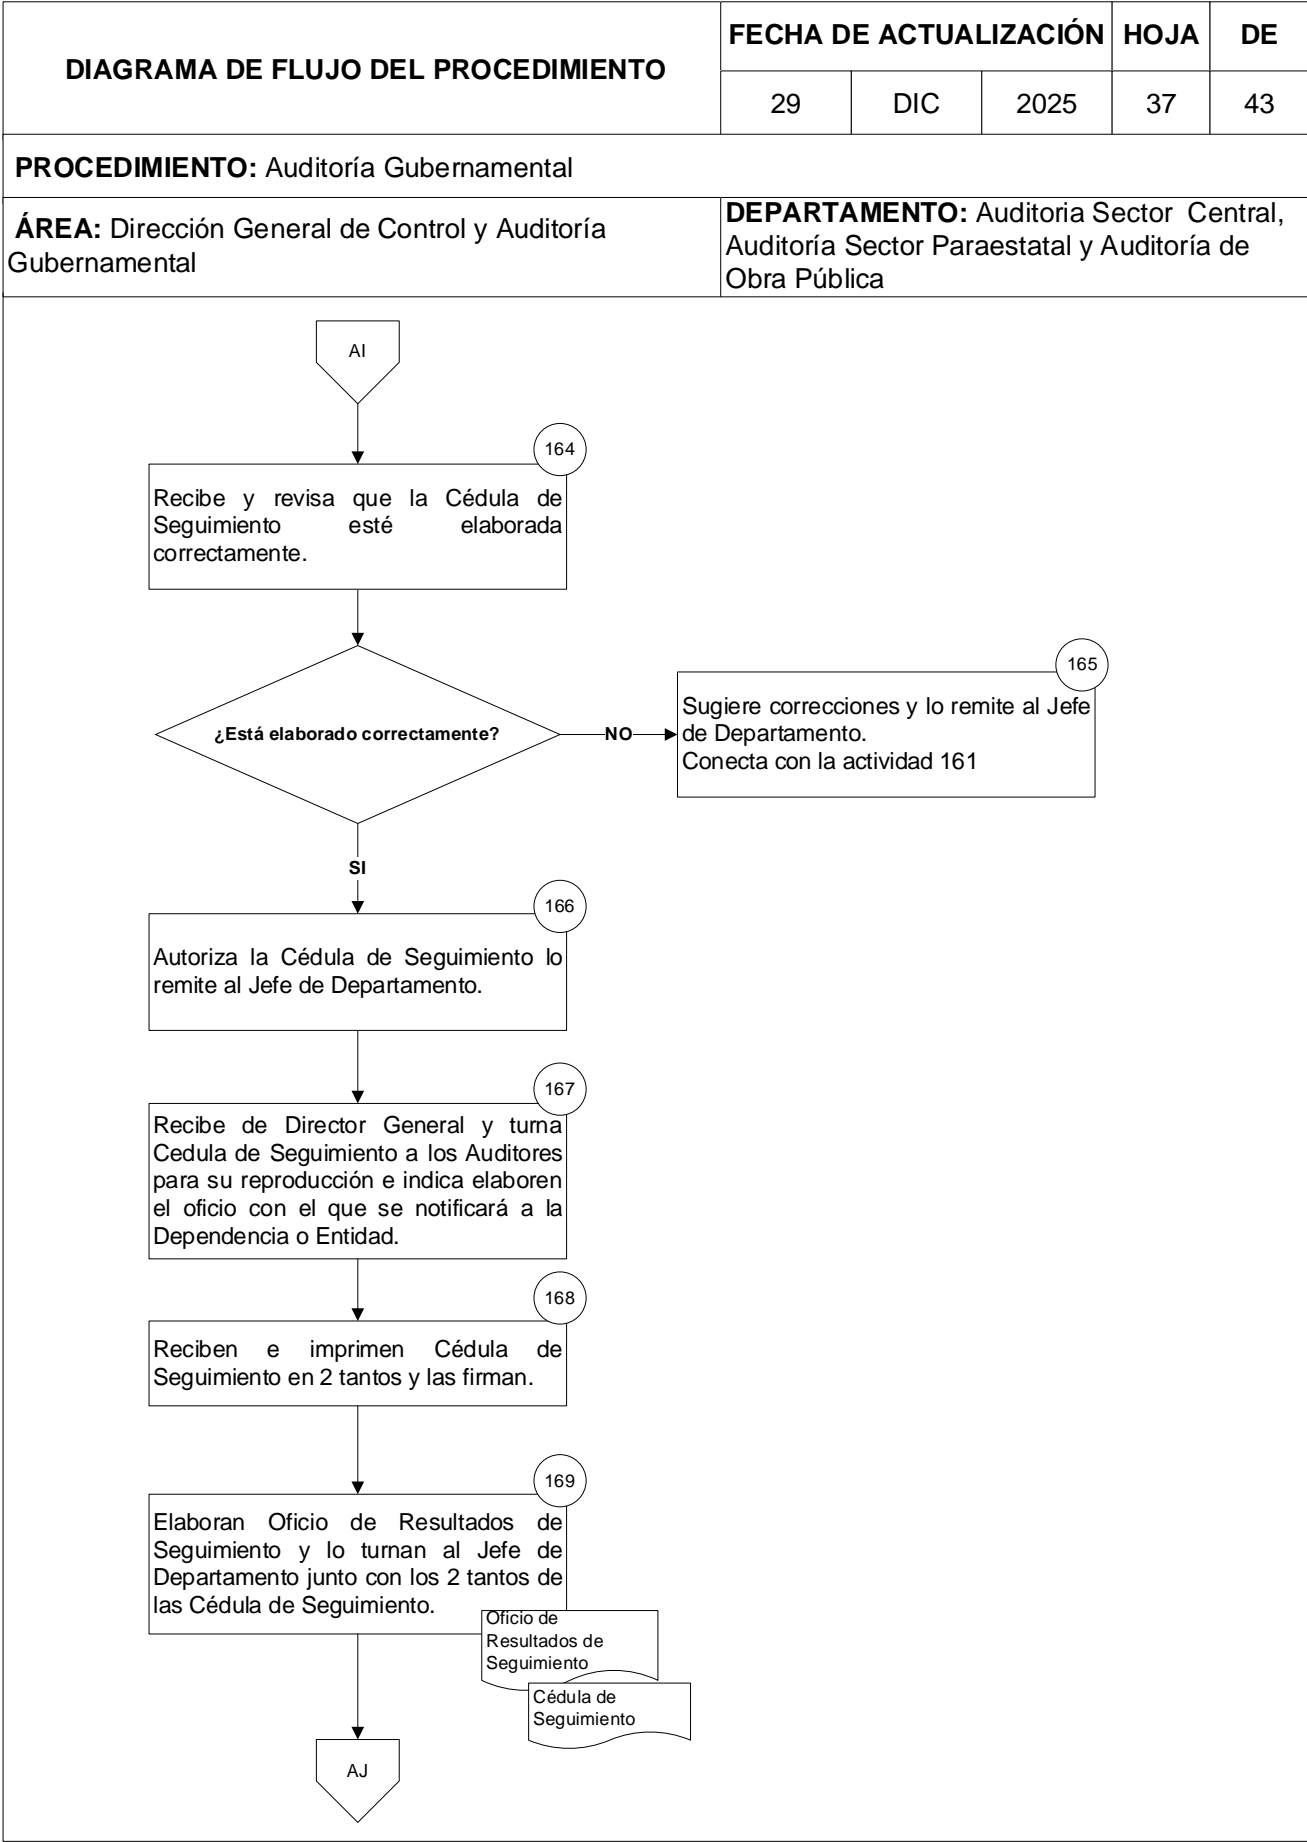 DIAGRAMA DE FLUJO DEL PROCEDIMIENTO
FECHA DE ACTUALIZACIÓN HOJA DE
29 DIC 2025 37 43
PROCEDIMIENTO: Auditoría Gubernamental
ÁREA: Dirección General de Control y Auditoría
Gubernamental
DEPARTAMENTO: Auditoria Sector Central,
Auditoría Sector Paraestatal y Auditoría de
Obra Pública
AI
164
Recibe y revisa que la Cédula de
Seguimiento esté elaborada
correctamente.
¿Está elaborado correctamente?
NO
165
Sugiere correcciones y lo remite al Jefe
de Departamento.
Conecta con la actividad 161
SI
166
Autoriza la Cédula de Seguimiento lo
remite al Jefe de Departamento.
167
Recibe de Director General y turna
Cedula de Seguimiento a los Auditores
para su reproducción e indica elaboren
el oficio con el que se notificará a la
Dependencia o Entidad.
168
Reciben e imprimen Cédula de
Seguimiento en 2 tantos y las firman.
169
Elaboran Oficio de Resultados de
Seguimiento y lo turnan al Jefe de
Departamento junto con los 2 tantos de
las Cédula de Seguimiento.
Oficio de
Resultados de
Seguimiento
Cédula de
Seguimiento
AJ